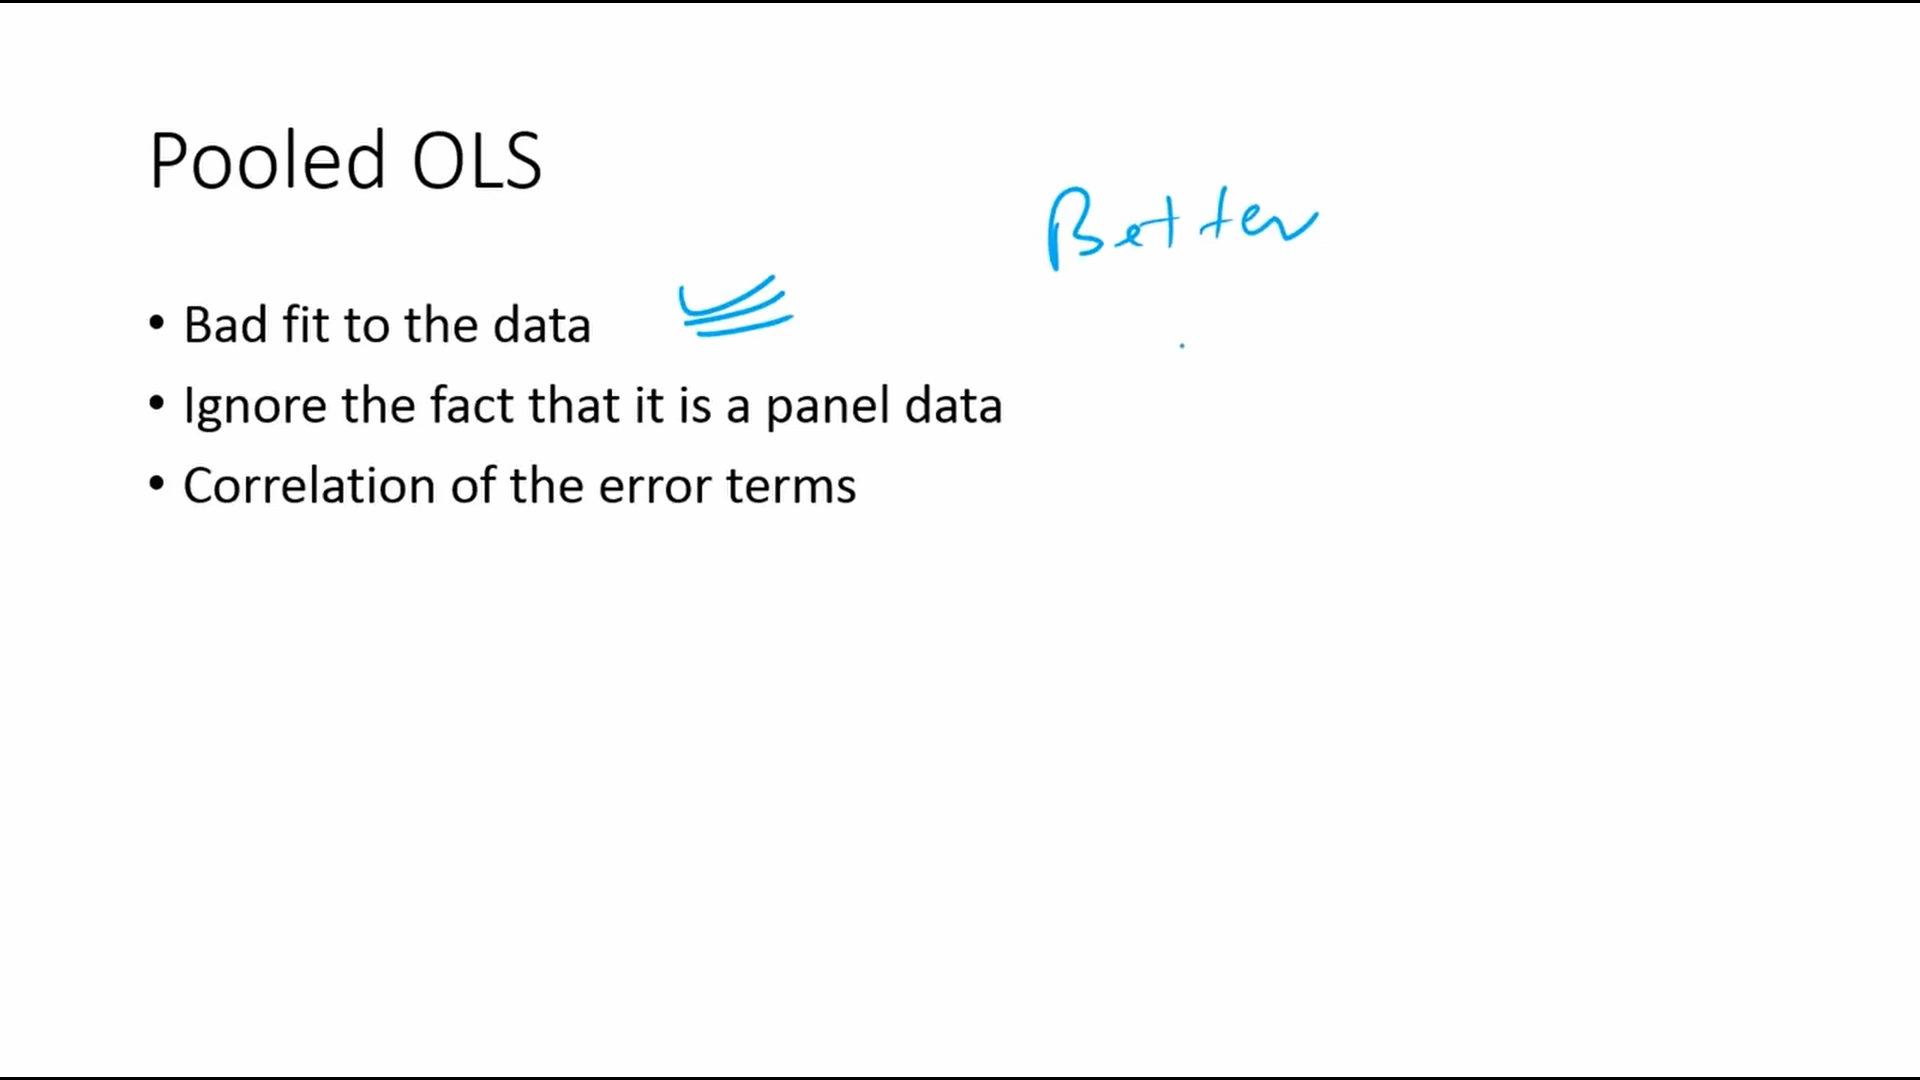 Pooled OLS
Better
• Bad fit to the data
• Ignore the fact that it is a panel data
• Correlation of the error terms